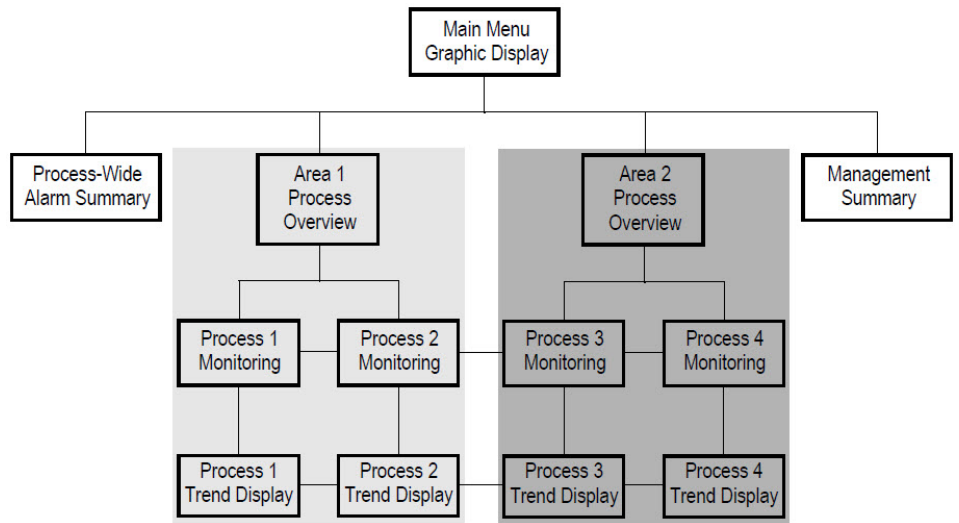 Main Menu
Graphic Display
Process-Wide
Alarm Summary
Area 1
Process
Overview
Area 2
Process
Overview
Management
Summary
Process 1
Monitoring
Process 2
Monitoring
Process 3
Monitoring
Process 4
Monitoring
Process 1
Trend Display
Process 2
Trend Display
Process 3
Trend Display
Process 4
Trend Display